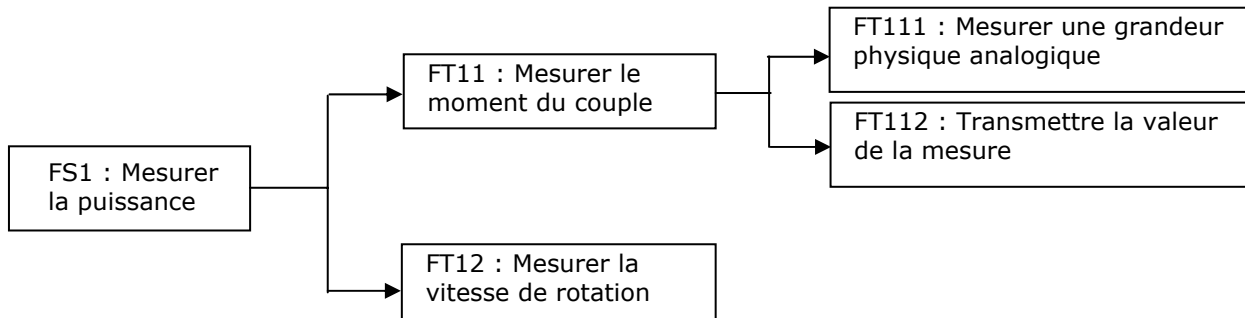 FS1 : Mesurer
la puissance
FT11 : Mesurer le
moment du couple
FT111 : Mesurer une grandeur
physique analogique
FT112 : Transmettre la valeur
de la mesure
FT12 : Mesurer la
vitesse de rotation